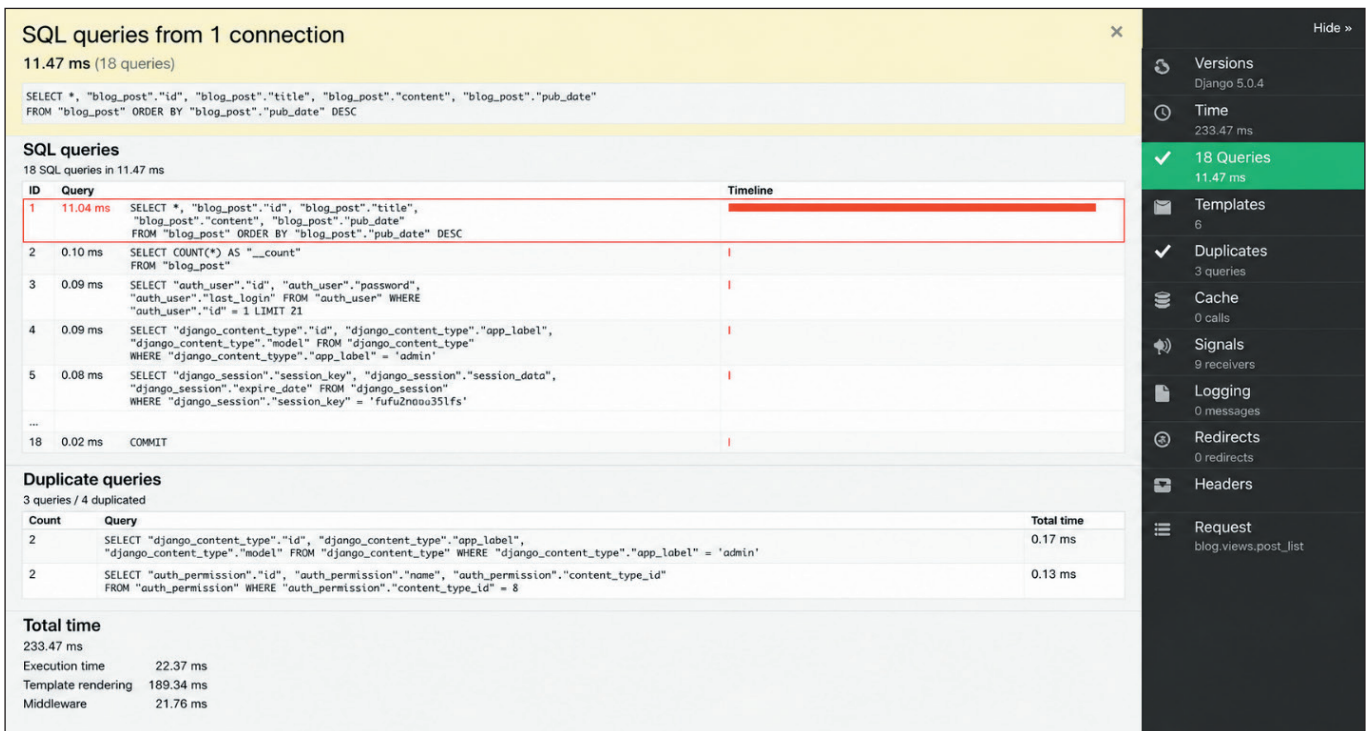 SQL queries from 1 connection
×
11.47 ms (18 queries)
SELECT *, "blog_post"."id", "blog_post"."title", "blog_post"."content", "blog_post"."pub_date"
FROM "blog_post" ORDER BY "blog_post"."pub_date" DESC
SQL queries
18 SQL queries in 11.47 ms
ID Query Timeline
1 11.04 ms SELECT *, "blog_post"."id", "blog_post"."title",
"blog_post"."content", "blog_post"."pub_date"
FROM "blog_post" ORDER BY "blog_post"."pub_date" DESC
2 0.10 ms SELECT COUNT(*) AS "__count"
FROM "blog_post"
3 0.09 ms SELECT "auth_user"."id", "auth_user"."password",
"auth_user"."last_login" FROM "auth_user" WHERE
"auth_user"."id" = 1 LIMIT 21
4 0.09 ms SELECT "django_content_type"."id", "django_content_type"."app_label",
"django_content_type"."model" FROM "django_content_type"
WHERE "django_content_tyype"."app_label" = 'admin'
5 0.08 ms SELECT "django_session"."session_key", "django_session"."session_data",
"django_session"."expire_date" FROM "django_session"
WHERE "django_session"."session_key" =
...
18 0.02 ms COMMIT
Duplicate queries
3 queries / 4 duplicated
Count Query Total time
2 SELECT "django_content_type"."id", "django_content_type"."app_label", 0.17 ms
"django_content_type"."model" FROM "django_content_type" WHERE "django_content_type"."app_label" = 'admin'
2 SELECT "auth_permission"."id", "auth_permission"."name", "auth_permission"."content_type_id" 0.13 ms
FROM "auth_permission" WHERE "auth_permission"."content_type_id" = 8
Total time
233.47 ms
Execution time 22.37 ms
Template rendering 189.34 ms
Middleware 21.76 ms
Hide »
Versions
Django 5.0.4
Time
233.47 ms
18 Queries
11.47 ms
Templates
6
Duplicates
3 queries
Cache
0 calls
Signals
9 receivers
Logging
0 messages
Redirects
0 redirects
Headers
Request
blog.views.post_list